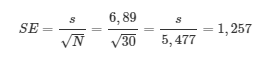 SE = s/√N = 6,89/√30 = s/5,477 = 1,257